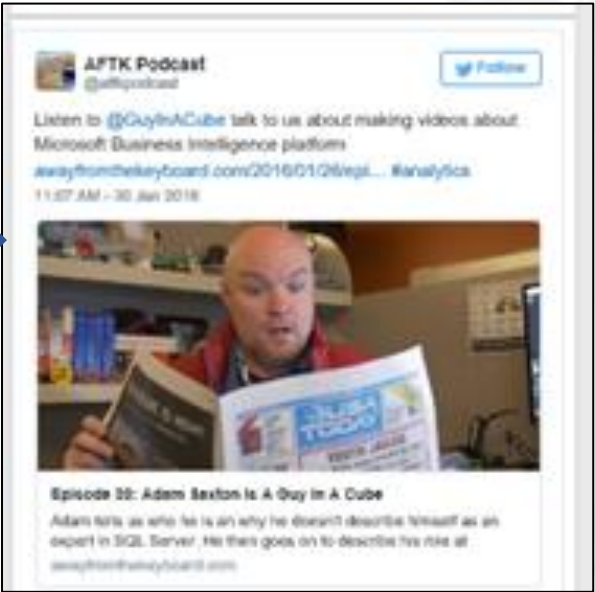 AFTK Podcast
@aftkpodcast
Follow
Listen to @GuyInACube talk to us about making videos about
Microsoft Business Intelligence platform
awayfromthekeyboard.com/2016/01/26/epi... #analytics
11:07 AM - 30 Jan 2016
TODAY
Episode 33: Adam Saxton Is A Guy In A Cube
Adam tells us who he is an why he doesn't describe himself as an
expert in SQL Server. He then goes on to describe his role at
awayfromthekeyboard.com